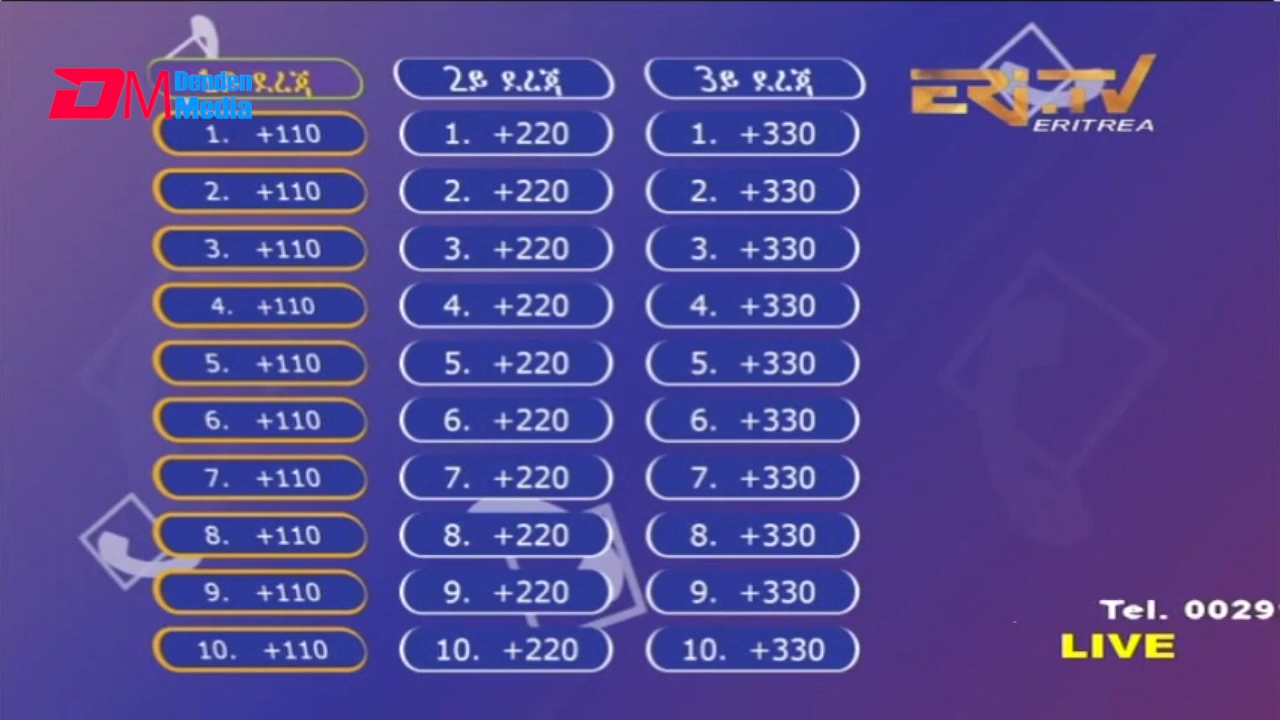 DM Denden Media
ደረጃ 2ይ ደረጃ 3ይ ደረጃ
ERi.TV
ERITREA
1. +110 1. +220 1. +330
2. +110 2. +220 2. +330
3. +110 3. +220 3. +330
4. +110 4. +220 4. +330
5. +110 5. +220 5. +330
6. +110 6. +220 6. +330
7. +110 7. +220 7. +330
8. +110 8. +220 8. +330
9. +110 9. +220 9. +330
10. +110 10. +220 10. +330
Tel. 0029
LIVE